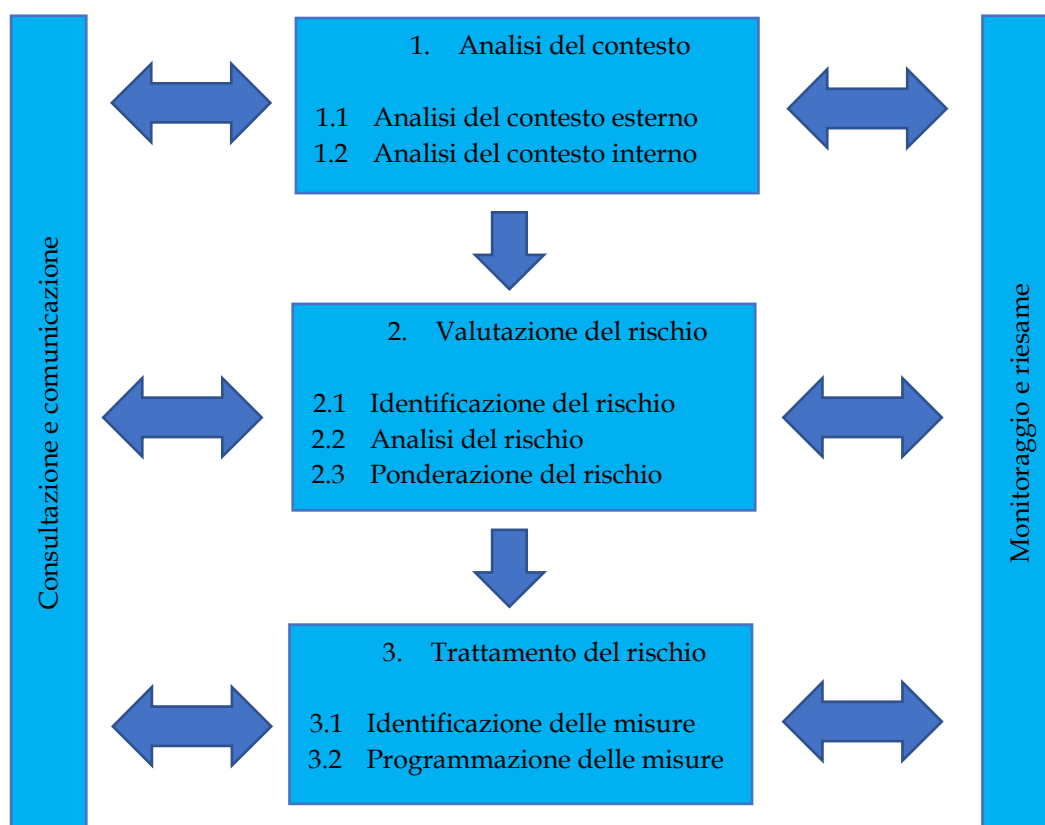 Consultazione e comunicazione
1. Analisi del contesto
1.1 Analisi del contesto esterno
1.2 Analisi del contesto interno
2. Valutazione del rischio
2.1 Identificazione del rischio
2.2 Analisi del rischio
2.3 Ponderazione del rischio
3. Trattamento del rischio
3.1 Identificazione delle misure
3.2 Programmazione delle misure
Monitoraggio e riesame